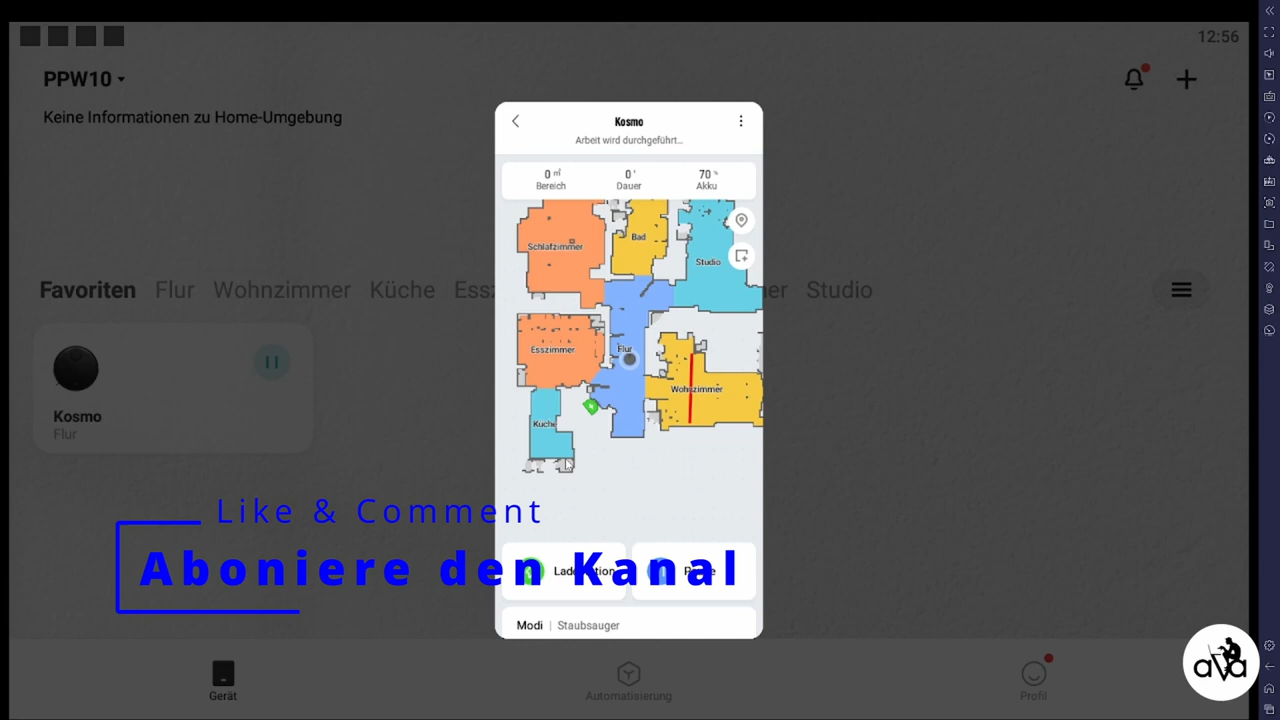 12:56
PPW10
Keine Informationen zu Home-Umgebung
Kosmo
Arbeit wird durchgeführt...
0 ㎡
Bereich
0 '
Dauer
70 %
Akku
Schlafzimmer
Bad
Studio
Favoriten Flur Wohnzimmer Küche Studio
Esszimmer
Flur
Wohnzimmer
Küche
Kosmo
Flur
Like & Comment
Aboniere den Kanal
Modi | Staubsauger
Gerät
Automatisierung
Profil
ava